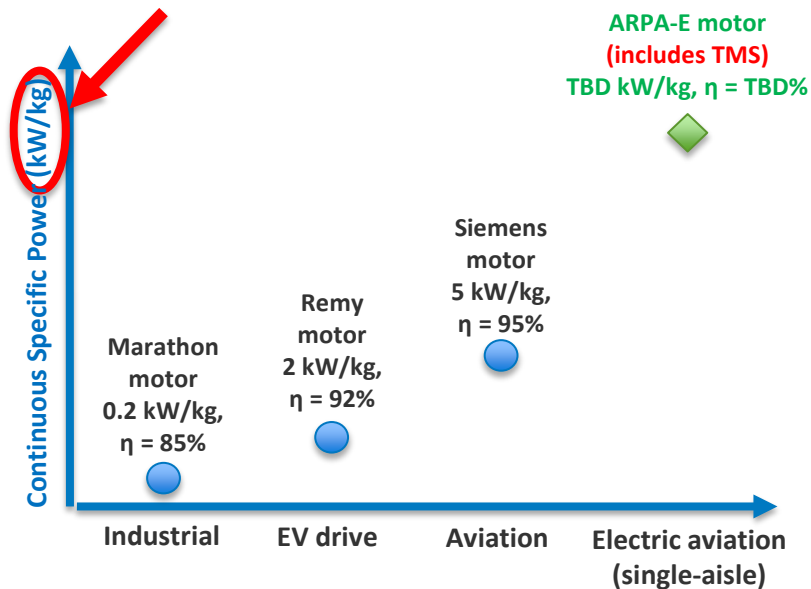 ARPA-E motor
(includes TMS)
TBD kW/kg, η = TBD%
Continuous Specific Power (kW/kg)
Siemens
motor
5 kW/kg,
η = 95%
Remy
motor
2 kW/kg,
η = 92%
Marathon
motor
0.2 kW/kg,
η = 85%
Industrial
EV drive
Aviation
Electric aviation
(single-aisle)